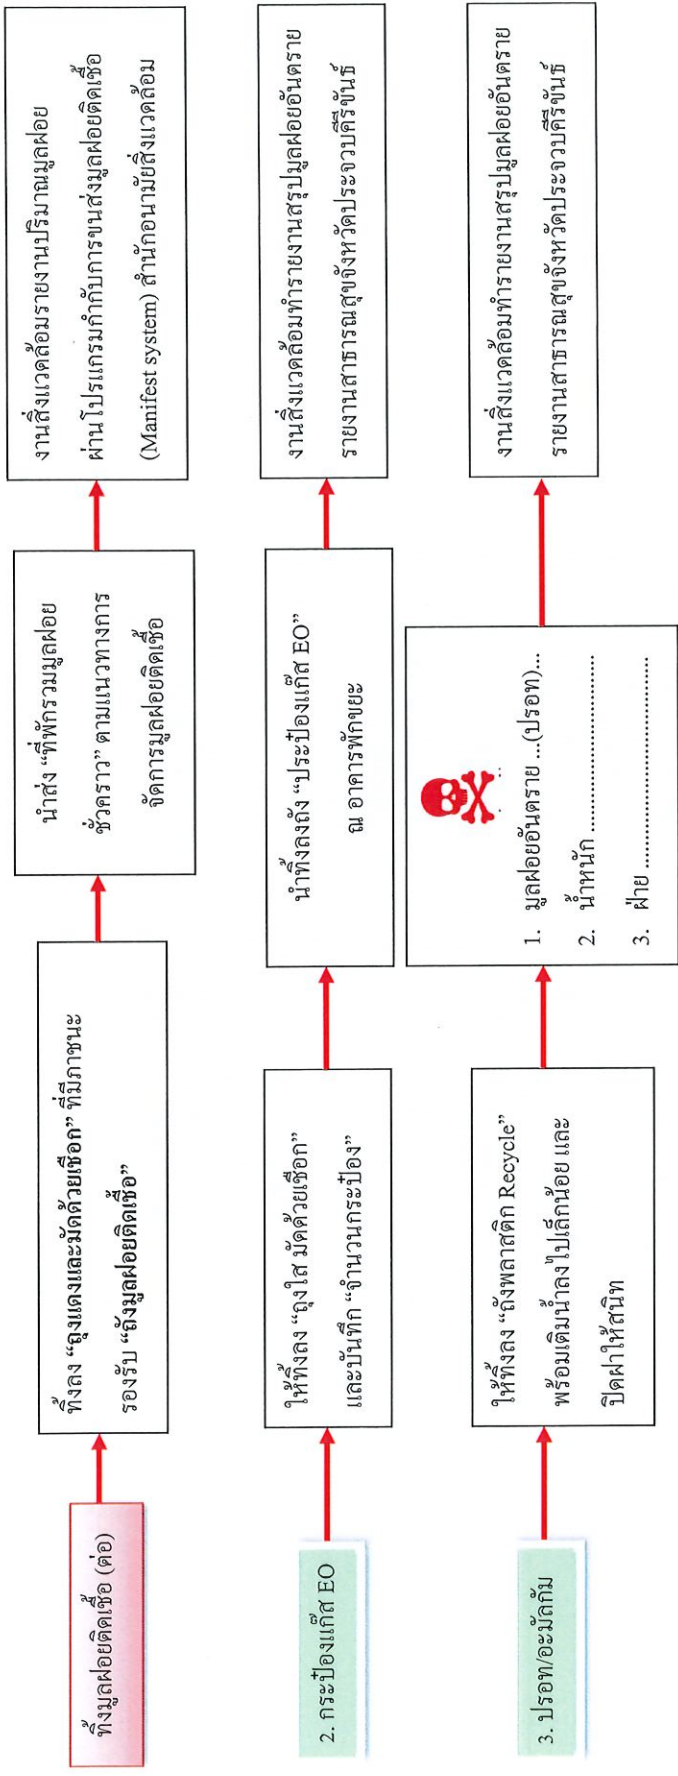 ทิ้งมูลฝอยติดเชื้อ (ต่อ)
ทิ้งลง “ถุงแดงและมัดด้วยเชือก” ที่มีภาชนะ
รองรับ “ถังมูลฝอยติดเชื้อ”
นำส่ง “ที่พักรวมมูลฝอย
ชั่วคราว” ตามแนวทางการ
จัดการมูลฝอยติดเชื้อ
งานสิ่งแวดล้อมรายงานปริมาณมูลฝอย
ผ่านโปรแกรมกำกับการขนส่งมูลฝอยติดเชื้อ
(Manifest system) สำนักอนามัยสิ่งแวดล้อม
2. กระป๋องแก๊ส EO
ให้ทิ้งลง “ถุงใส มัดด้วยเชือก”
และบันทึก “จำนวนกระป๋อง”
นำทิ้งลงถัง “ประป๋องแก๊ส EO”
ณ อาคารพักขยะ
งานสิ่งแวดล้อมทำรายงานสรุปมูลฝอยอันตราย
รายงานสาธารณสุขจังหวัดประจวบคีรีขันธ์
3. ปรอท/อะมัลกัม
ให้ทิ้งลง “ถังพลาสติก Recycle”
พร้อมเติมน้ำลงไปเล็กน้อย และ
ปิดฝาให้สนิท
1. มูลฝอยอันตราย ...(ปรอท)...
2. น้ำหนัก ........................................
3. ฝ่าย ..............................................
งานสิ่งแวดล้อมทำรายงานสรุปมูลฝอยอันตราย
รายงานสาธารณสุขจังหวัดประจวบคีรีขันธ์